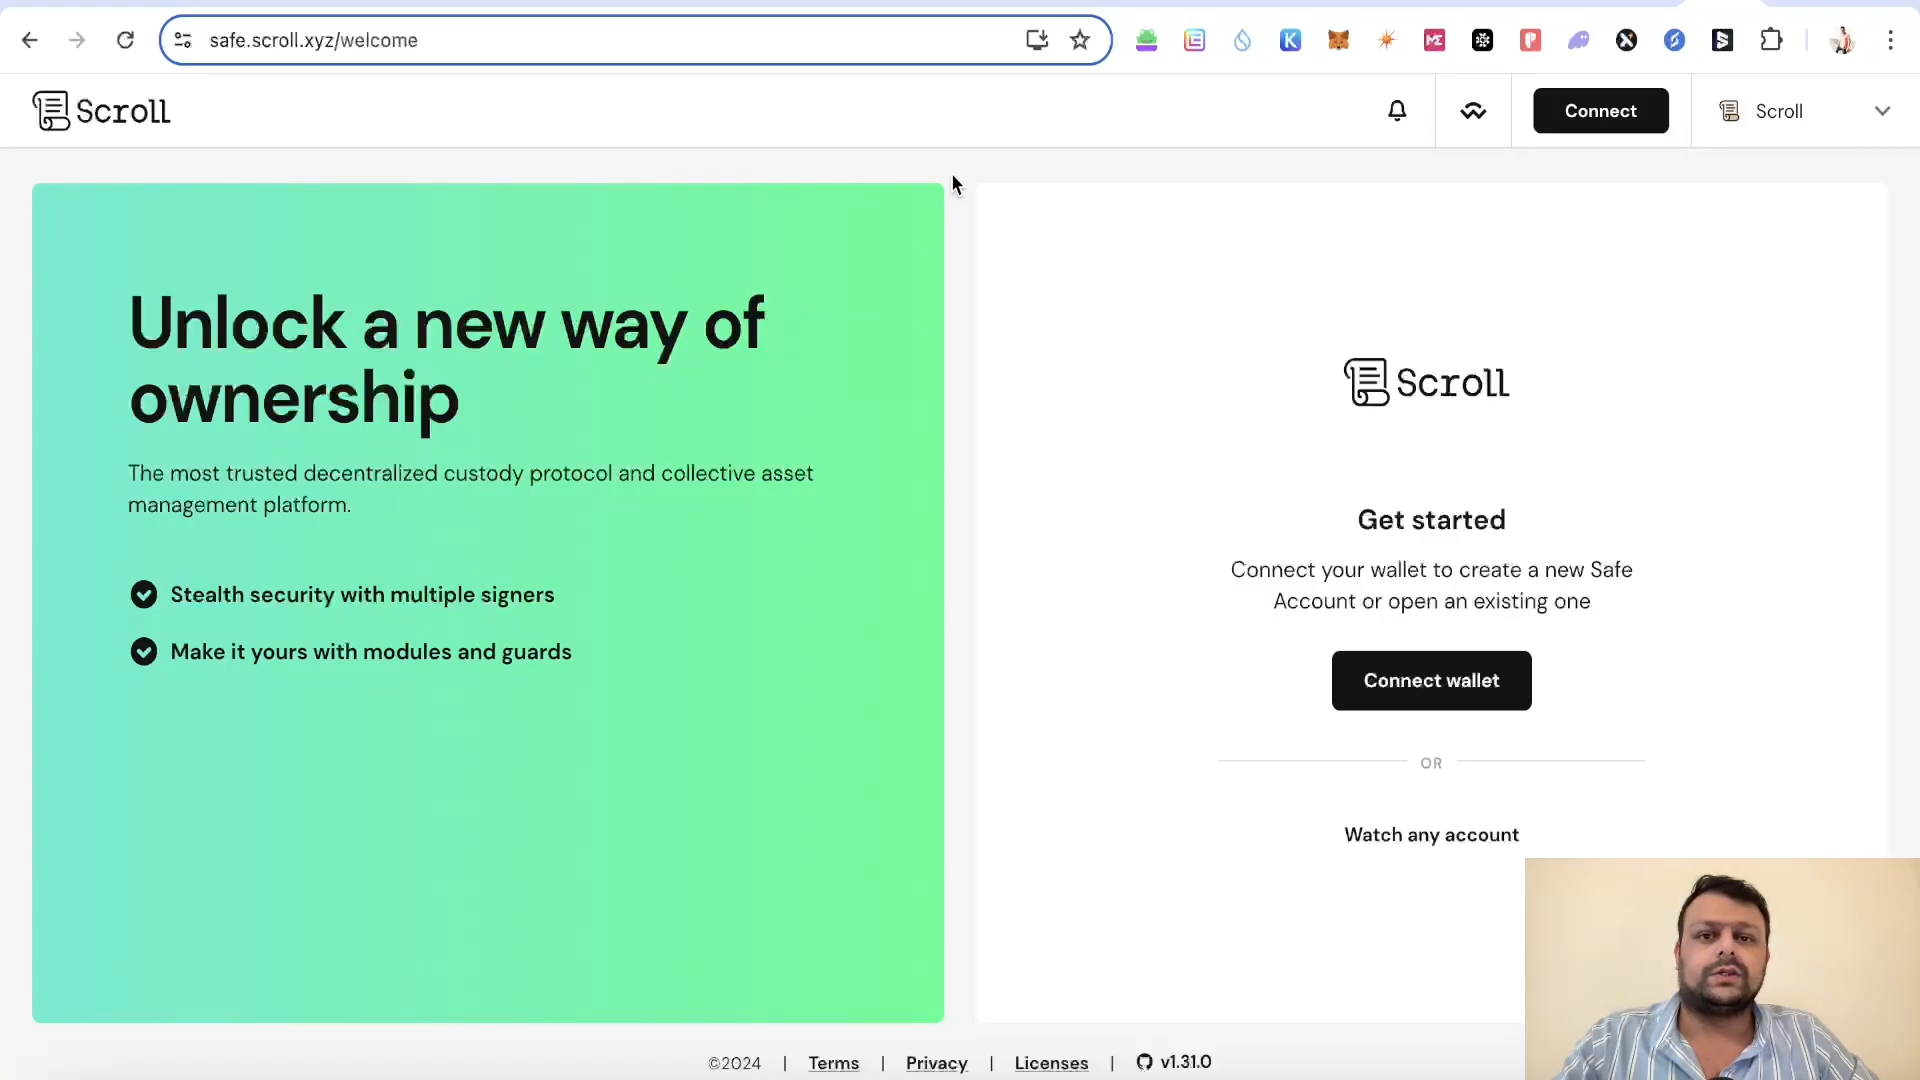 safe.scroll.xyz/welcome
Scroll
Connect
Scroll
Unlock a new way of
ownership
The most trusted decentralized custody protocol and collective asset
management platform.
Stealth security with multiple signers
Make it yours with modules and guards
Scroll
Get started
Connect your wallet to create a new Safe
Account or open an existing one
Connect wallet
OR
Watch any account
©2024 | Terms | Privacy | Licenses | v1.31.0